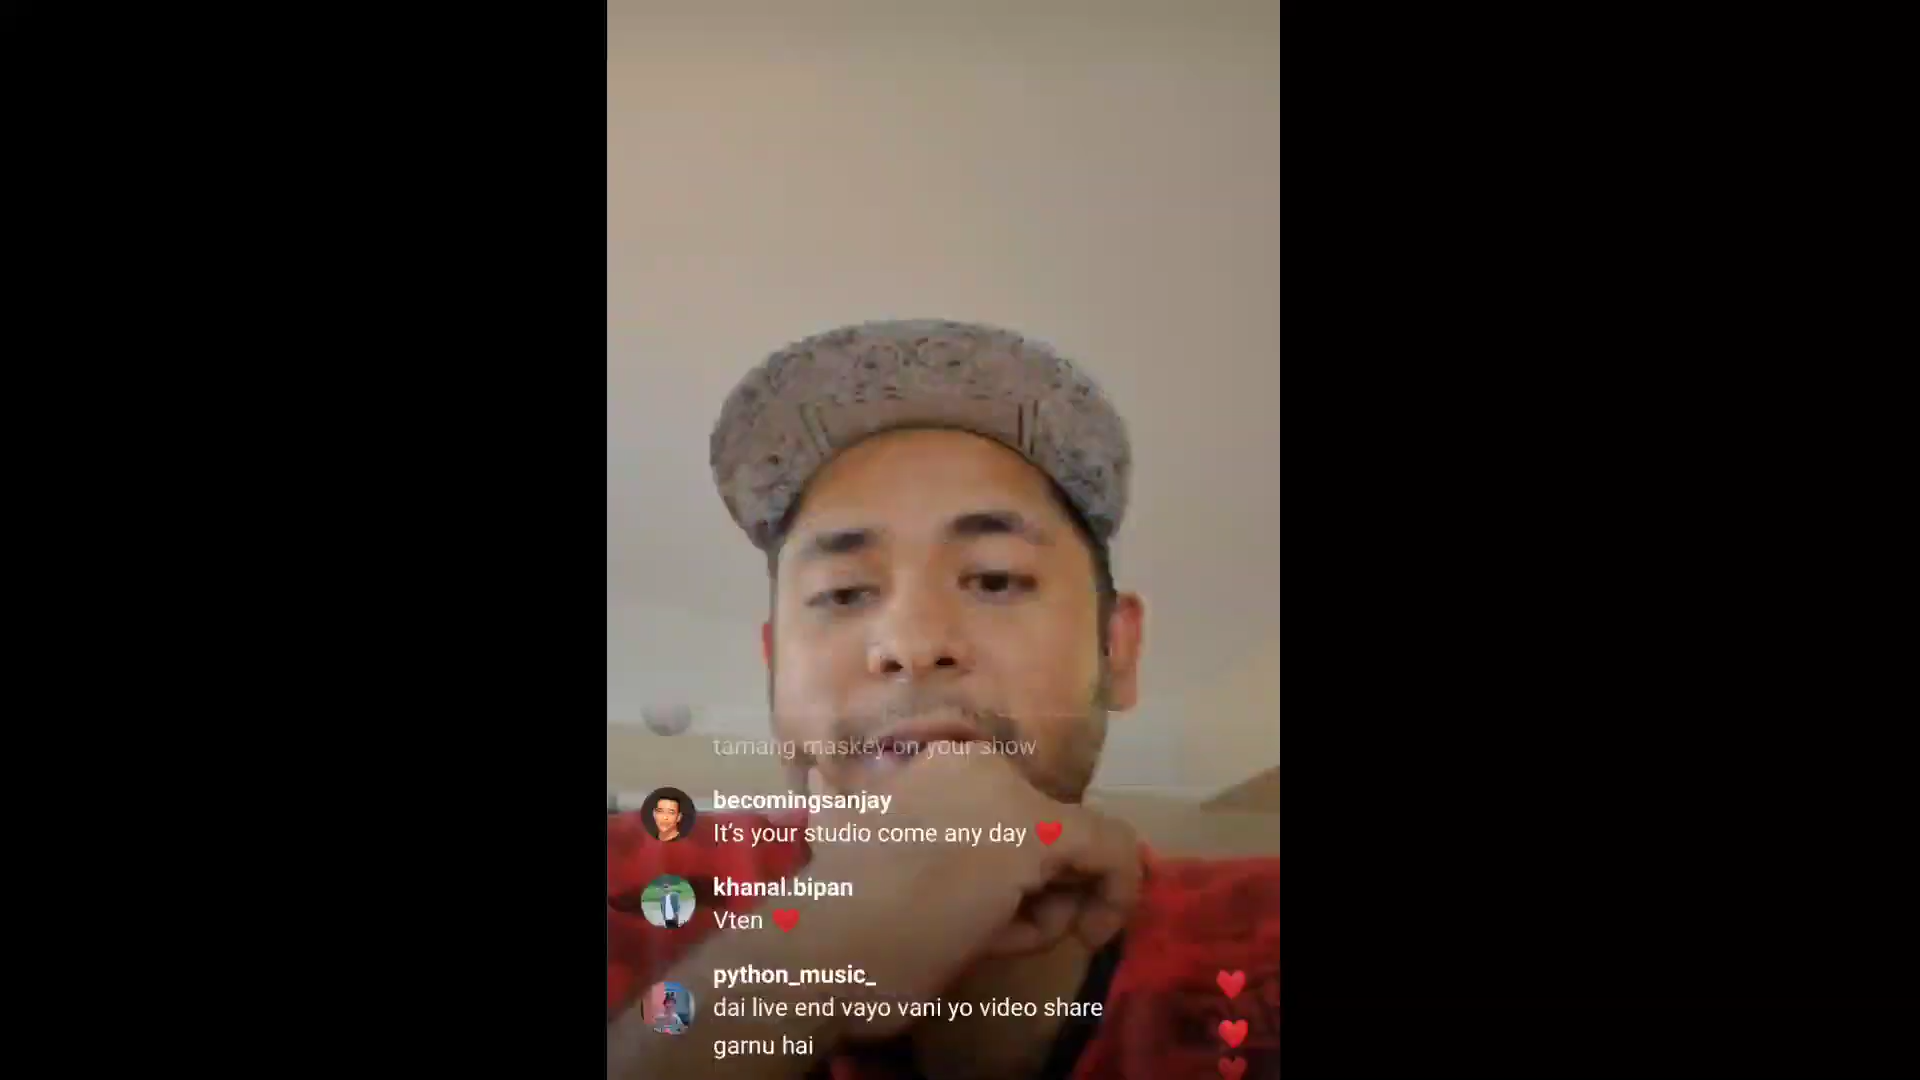 tamang maskey on your show
becomingsanjay
It's your studio come any day ❤️
khanal.bipan
Vten ❤️
python_music_
dai live end vayo vani yo video share
garnu hai